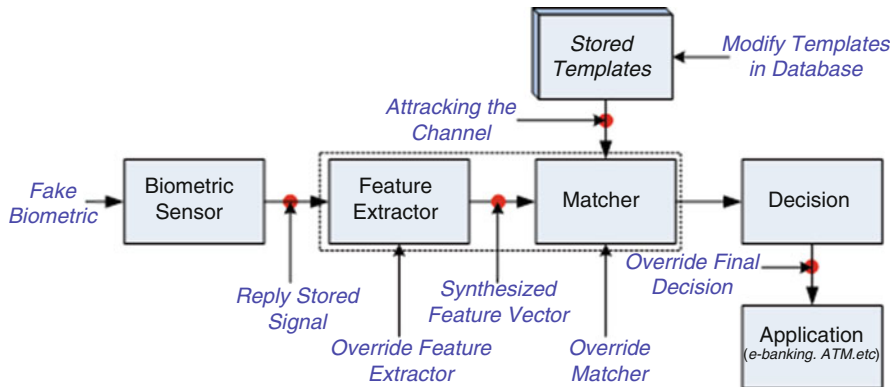 Stored
Templates
Modify Templates
in Database
Attracking the
Channel
Fake
Biometric
Biometric
Sensor
Feature
Extractor
Matcher
Decision
Reply Stored
Signal
Synthesized
Feature Vector
Override Final
Decision
Override Feature
Extractor
Override
Matcher
Application
(e-banking. ATM.etc)